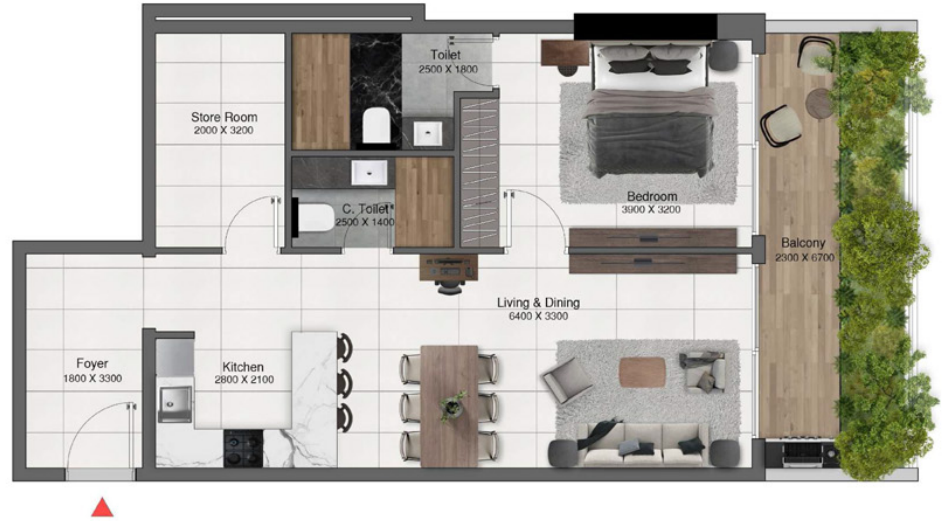 Store Room
2000 X 3200
Toilet
2500 X 1800
C. Toilet
2500 X 1400
Bedroom
3900 X 3200
Balcony
2300 X 6700
Living & Dining
6400 X 3300
Foyer
1800 X 3300
Kitchen
2800 X 2100